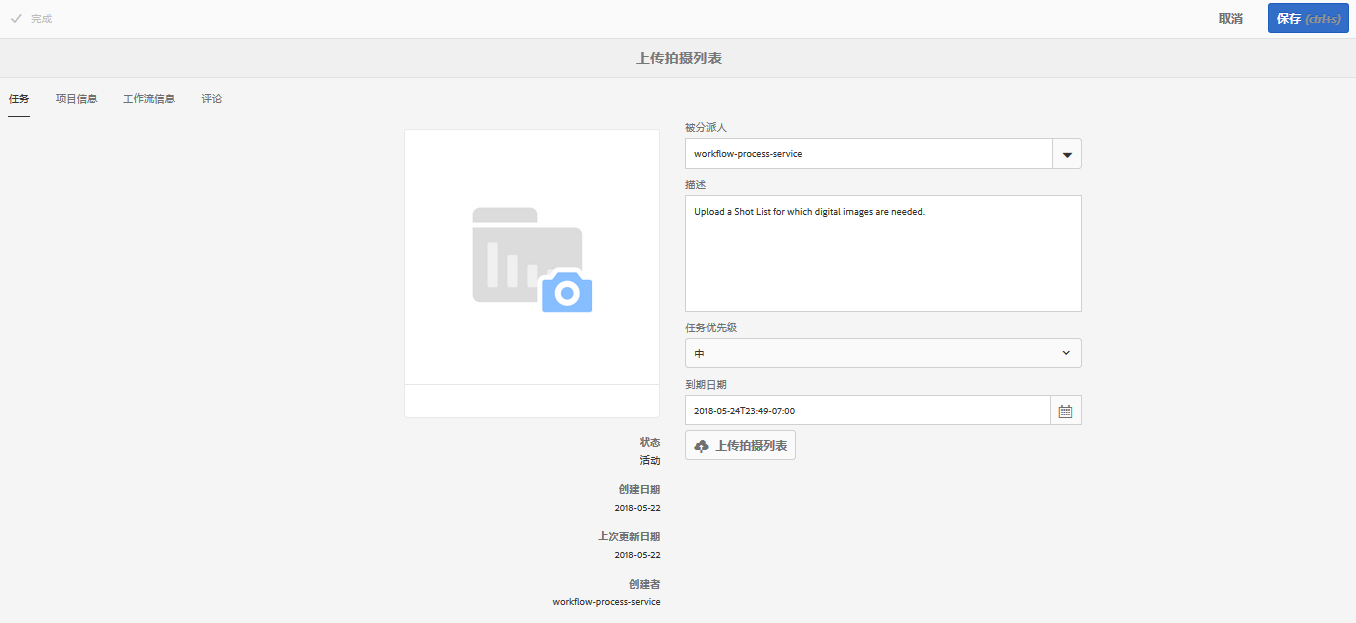 完成
取消
保存 (ctrl+s)
上传拍摄列表
任务 项目信息 工作流信息 评论
被分派人
workflow-process-service
描述
Upload a Shot List for which digital images are needed.
任务优先级
中
到期日期
2018-05-24T23:49-07:00
上传拍摄列表
状态
活动
创建日期
2018-05-22
上次更新日期
2018-05-22
创建者
workflow-process-service